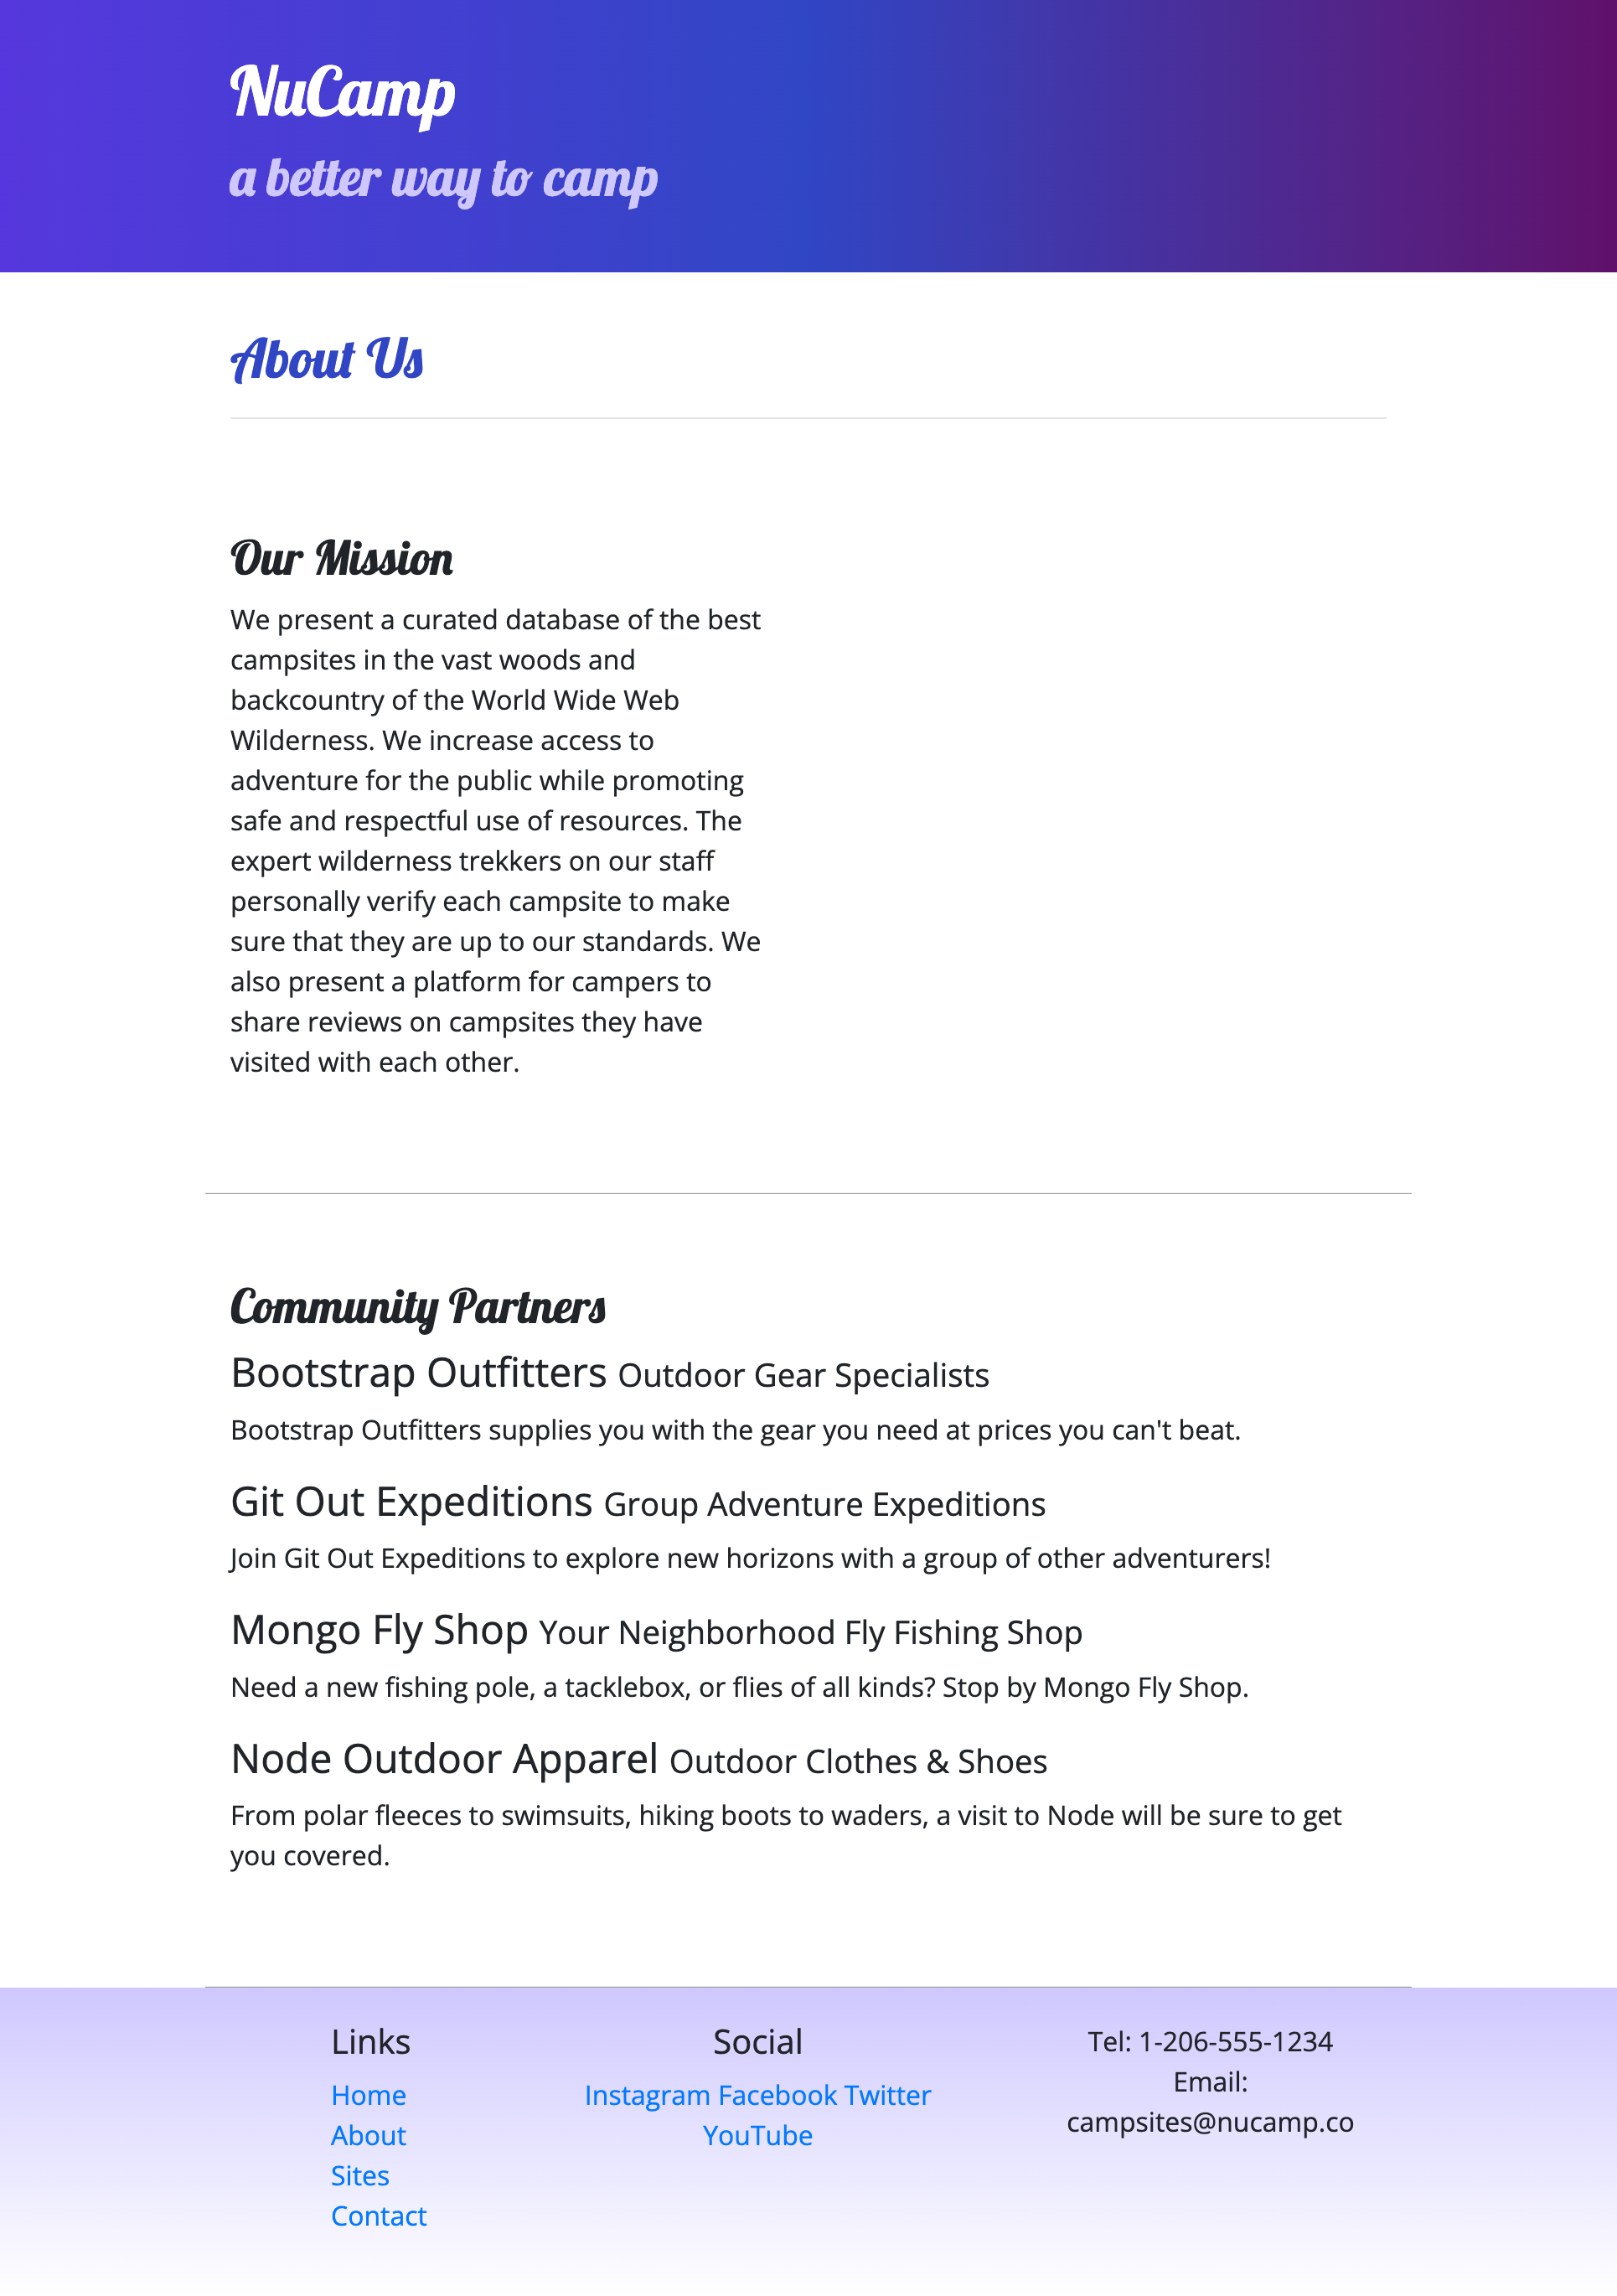 NuCamp
a better way to camp
About Us
Our Mission
We present a curated database of the best
campsites in the vast woods and
backcountry of the World Wide Web
Wilderness. We increase access to
adventure for the public while promoting
safe and respectful use of resources. The
expert wilderness trekkers on our staff
personally verify each campsite to make
sure that they are up to our standards. We
also present a platform for campers to
share reviews on campsites they have
visited with each other.
Community Partners
Bootstrap Outfitters Outdoor Gear Specialists
Bootstrap Outfitters supplies you with the gear you need at prices you can't beat.
Git Out Expeditions Group Adventure Expeditions
Join Git Out Expeditions to explore new horizons with a group of other adventurers!
Mongo Fly Shop Your Neighborhood Fly Fishing Shop
Need a new fishing pole, a tacklebox, or flies of all kinds? Stop by Mongo Fly Shop.
Node Outdoor Apparel Outdoor Clothes & Shoes
From polar fleeces to swimsuits, hiking boots to waders, a visit to Node will be sure to get
you covered.
Links
Home
About
Sites
Contact
Social
Instagram Facebook Twitter
YouTube
Tel: 1-206-555-1234
Email:
campsites@nucamp.co